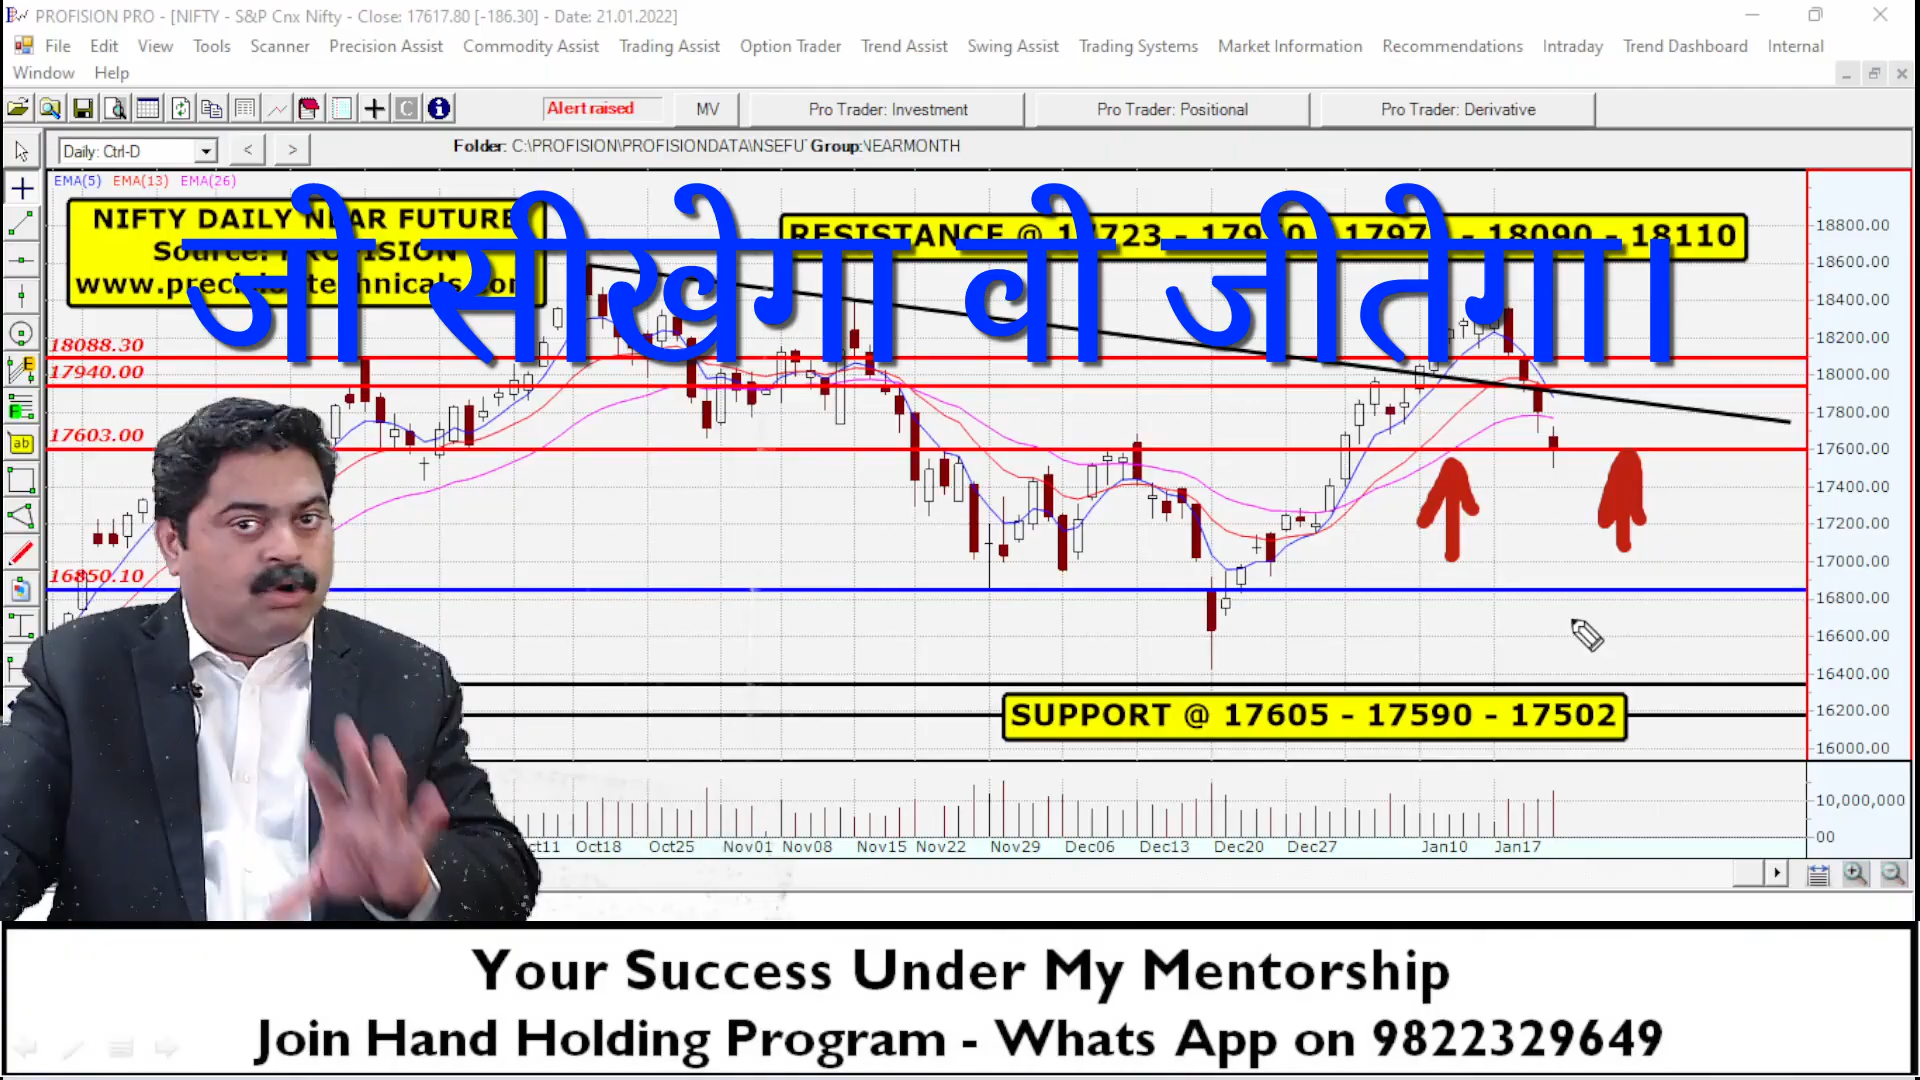 PROFISION PRO - [NIFTY - S&P Cnx Nifty - Close: 17617.80 [-186.30] - Date: 21.01.2022]
File Edit View Tools Scanner Precision Assist Commodity Assist Trading Assist Option Trader Trend Assist Swing Assist Trading Systems Market Information Recommendations Intraday Trend Dashboard Internal
Window Help
Alert raised MV Pro Trader: Investment Pro Trader: Positional Pro Trader: Derivative
Daily: Ctrl-D < > Folder: C:\PROFISION\PROFISIONDATA\NSEFU Group: NEARMONTH
EMA(5) EMA(13) EMA(26)
NIFTY DAILY NEAR FUTURE
Source: PROFISION
RESISTANCE @ 17723 - 18090 - 18110
जो सीखेगा वो जीतेगा।
18088.30
17940.00
17603.00
16850.10
18800.00
18600.00
18400.00
18200.00
18000.00
17800.00
17600.00
17400.00
17200.00
17000.00
16800.00
16600.00
16400.00
16200.00
16000.00
SUPPORT @ 17605 - 17590 - 17502
10,000,000
00
Oct18 Oct25 Nov01 Nov08 Nov15 Nov22 Nov29 Dec06 Dec13 Dec20 Dec27 Jan10 Jan17
Your Success Under My Mentorship
Join Hand Holding Program - Whats App on 9822329649